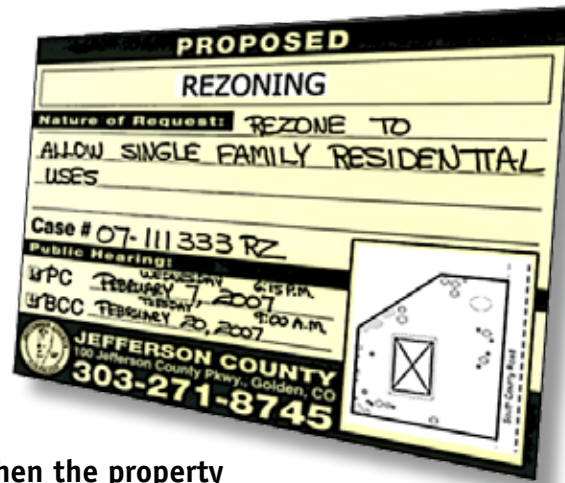 PROPOSED
REZONING
Nature of Request: REZONE TO
ALLOW SINGLE FAMILY RESIDENTIAL
USES
Case # 07-111333 RZ
Public Hearing:
PC WEDNESDAY FEBRUARY 7, 2007 6:15 P.M.
BCC TUESDAY FEBRUARY 20, 2007 9:00 A.M.
JEFFERSON COUNTY
100 Jefferson County Pkwy., Golden, CO
303-271-8745
South County Road
hen the property